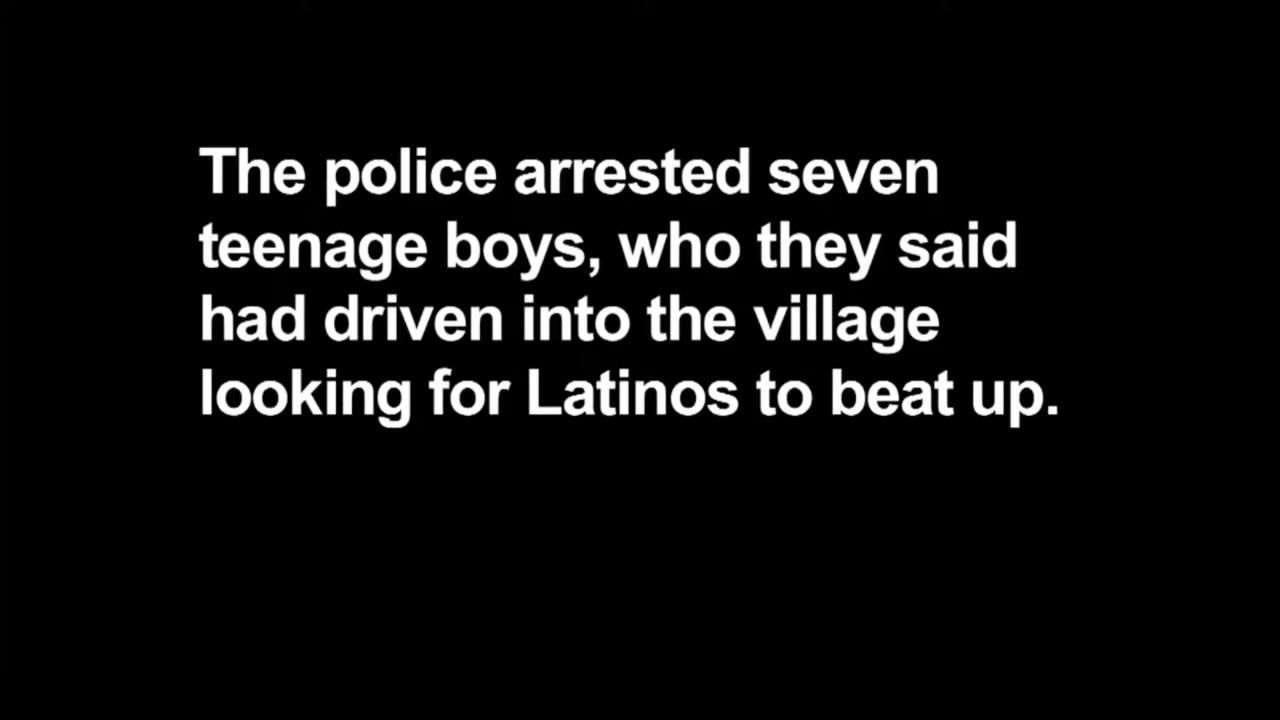 The police arrested seven
teenage boys, who they said
had driven into the village
looking for Latinos to beat up.